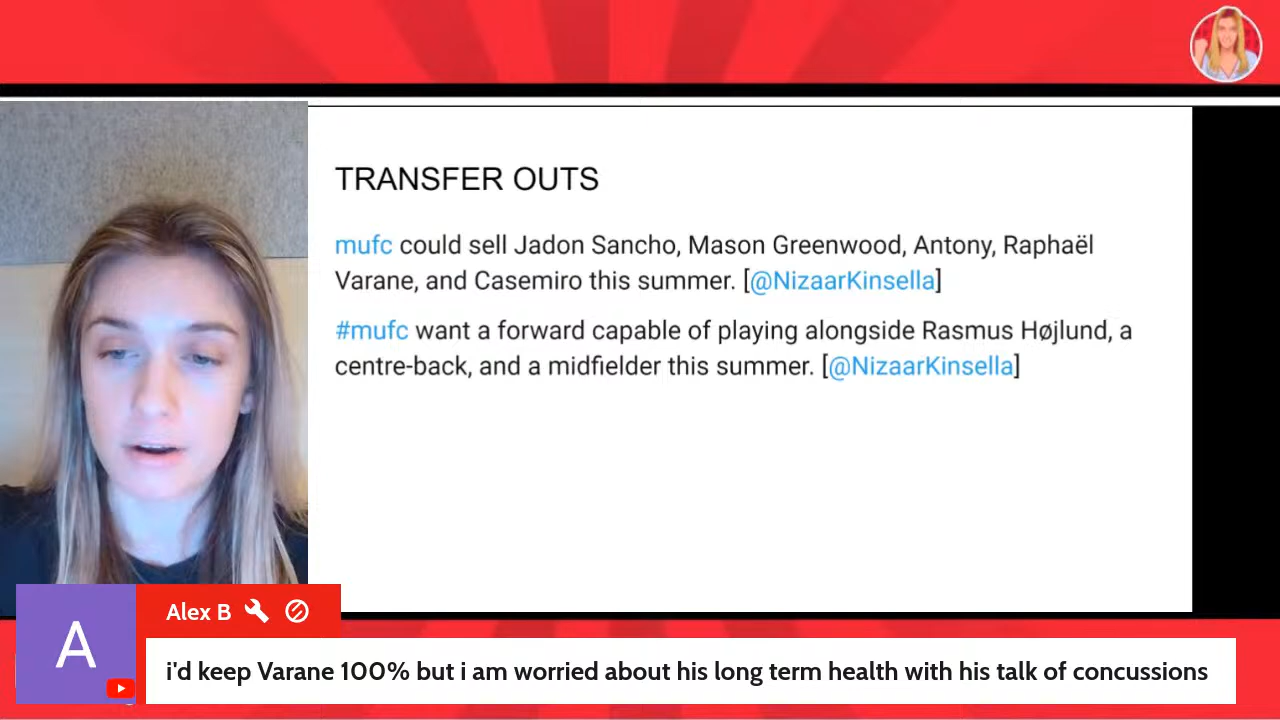 TRANSFER OUTS
mufc could sell Jadon Sancho, Mason Greenwood, Antony, Raphaël
Varane, and Casemiro this summer. [@NizaarKinsella]
#mufc want a forward capable of playing alongside Rasmus Højlund, a
centre-back, and a midfielder this summer. [@NizaarKinsella]
A
Alex B
i'd keep Varane 100% but i am worried about his long term health with his talk of concussions